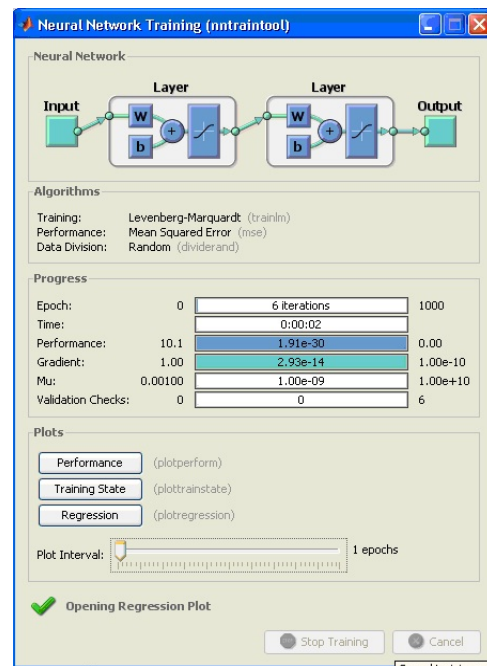 Neural Network Training (nntraintool)
Neural Network
Layer Layer
Input Output
W W
b b
Algorithms
Training: Levenberg-Marquardt (trainlm)
Performance: Mean Squared Error (mse)
Data Division: Random (dividerand)
Progress
Epoch: 0 6 iterations 1000
Time: 0:00:02
Performance: 10.1 1.91e-30 0.00
Gradient: 1.00 2.93e-14 1.00e-10
Mu: 0.00100 1.00e-09 1.00e+10
Validation Checks: 0 0 6
Plots
Performance (plotperform)
Training State (plottrainstate)
Regression (plotregression)
Plot Interval: 1 epochs
Opening Regression Plot
Stop Training Cancel